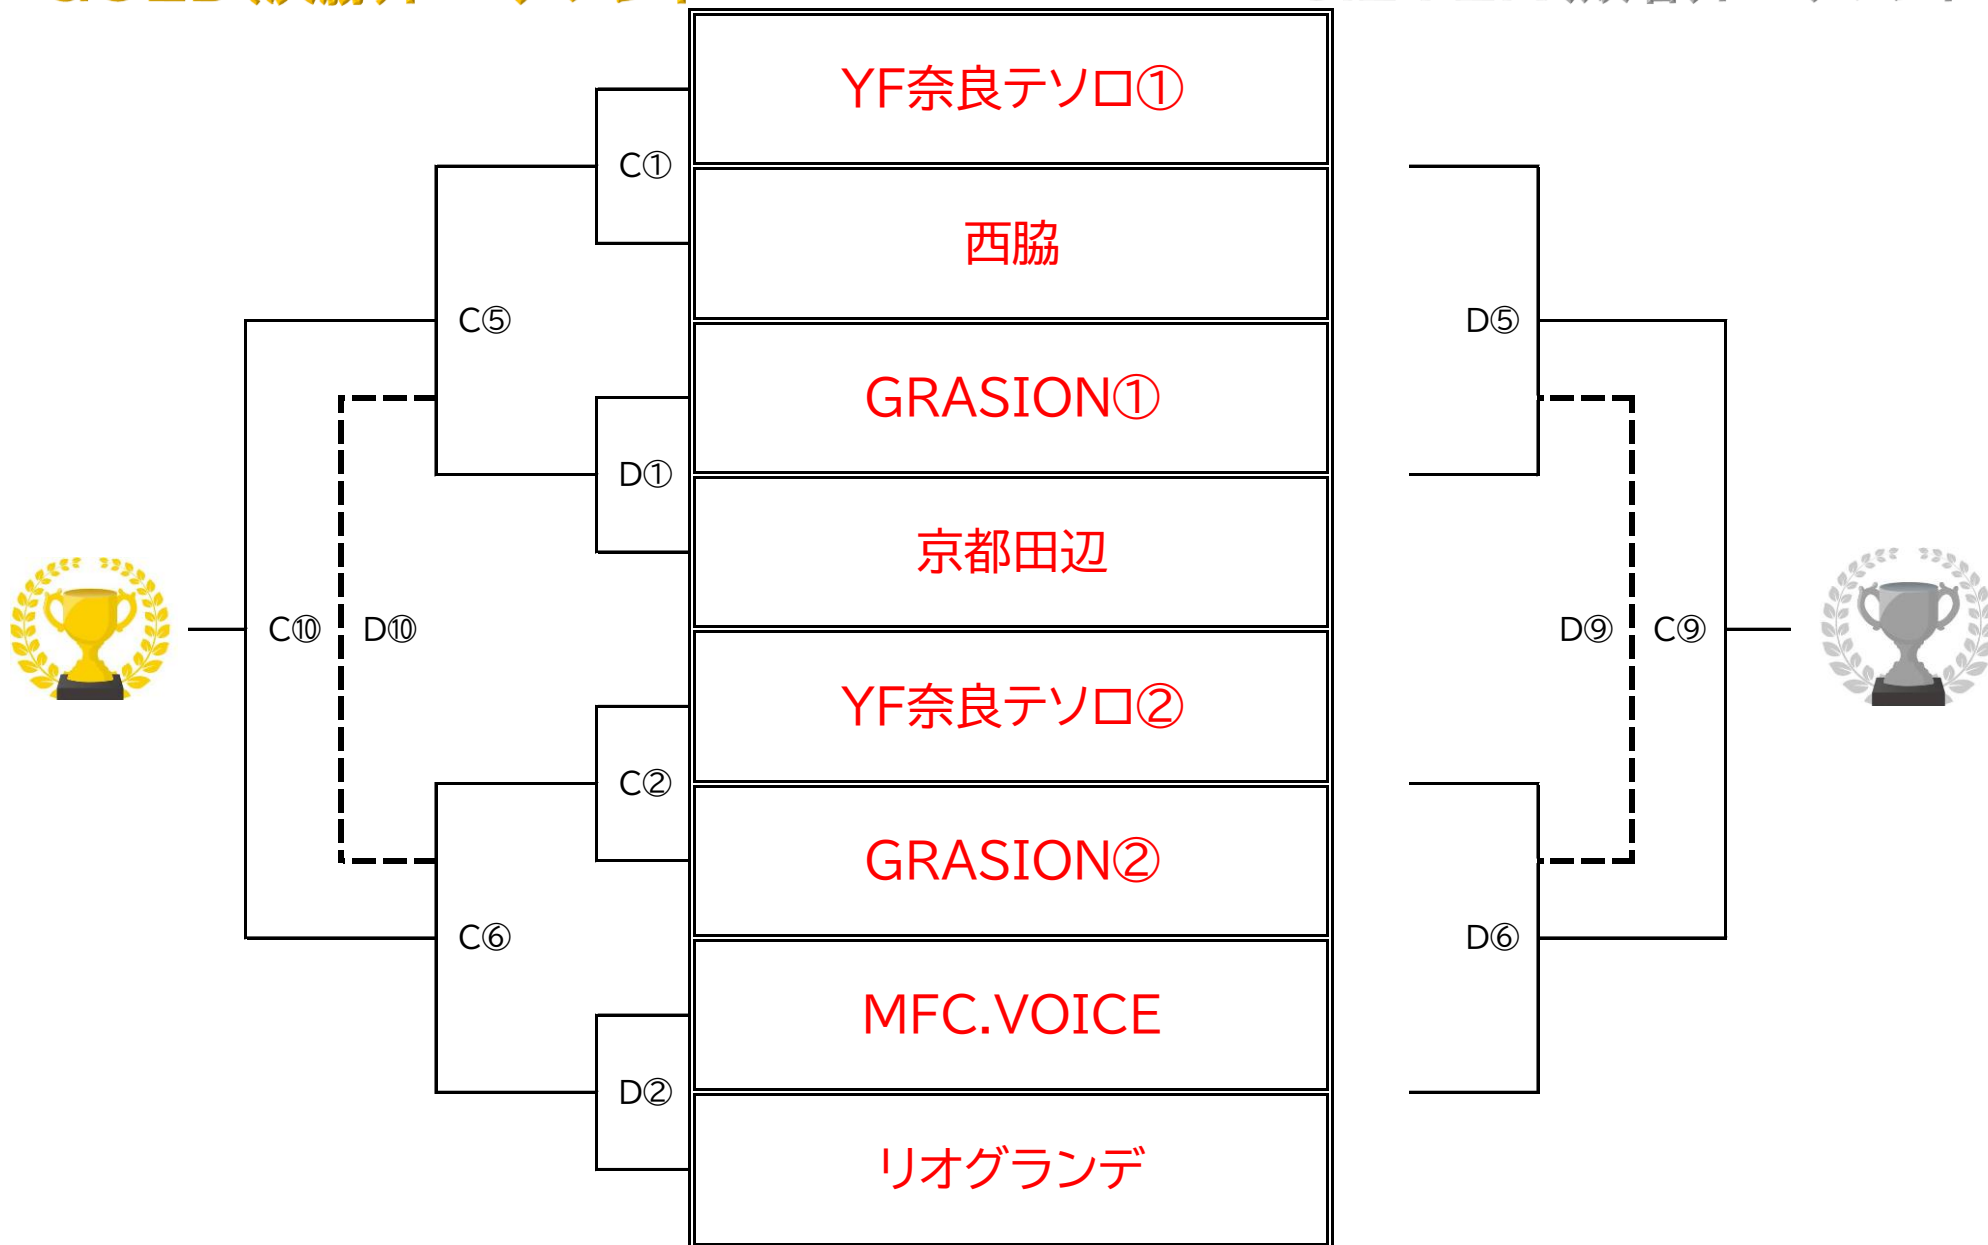 YF奈良テソロ①
C①
西脇
C⑤
D⑤
GRASION①
D①
京都田辺
C⑩
D⑩
D⑨
C⑨
YF奈良テソロ②
C②
GRASION②
C⑥
D⑥
MFC.VOICE
D②
リオグランデ